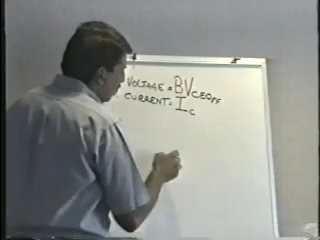 VOLTAGE = BVCEOFF
CURRENT = IC